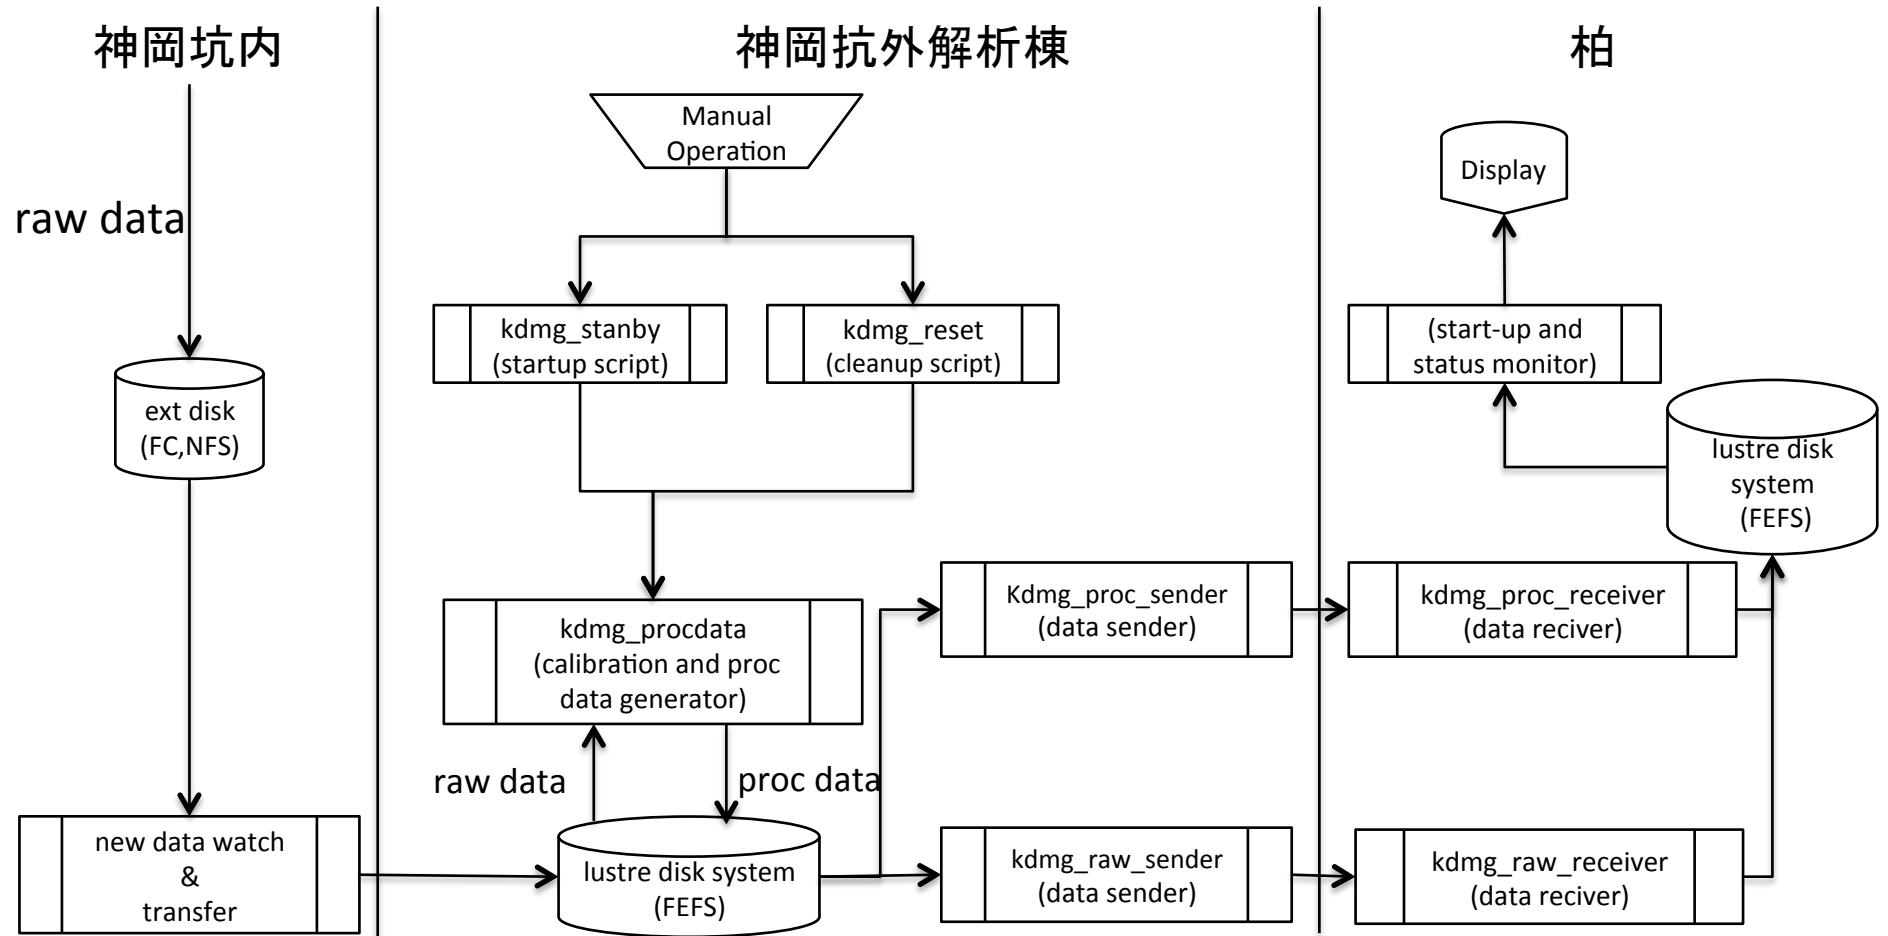 神岡坑内
神岡抗外解析棟
柏
raw data
ext disk
(FC,NFS)
new data watch
&
transfer
Manual
Operation
kdmg_stanby
(startup script)
kdmg_reset
(cleanup script)
kdmg_procdata
(calibration and proc
data generator)
raw data
proc data
lustre disk system
(FEFS)
Kdmg_proc_sender
(data sender)
kdmg_raw_sender
(data sender)
Display
(start-up and
status monitor)
lustre disk
system
(FEFS)
kdmg_proc_receiver
(data reciver)
kdmg_raw_receiver
(data reciver)